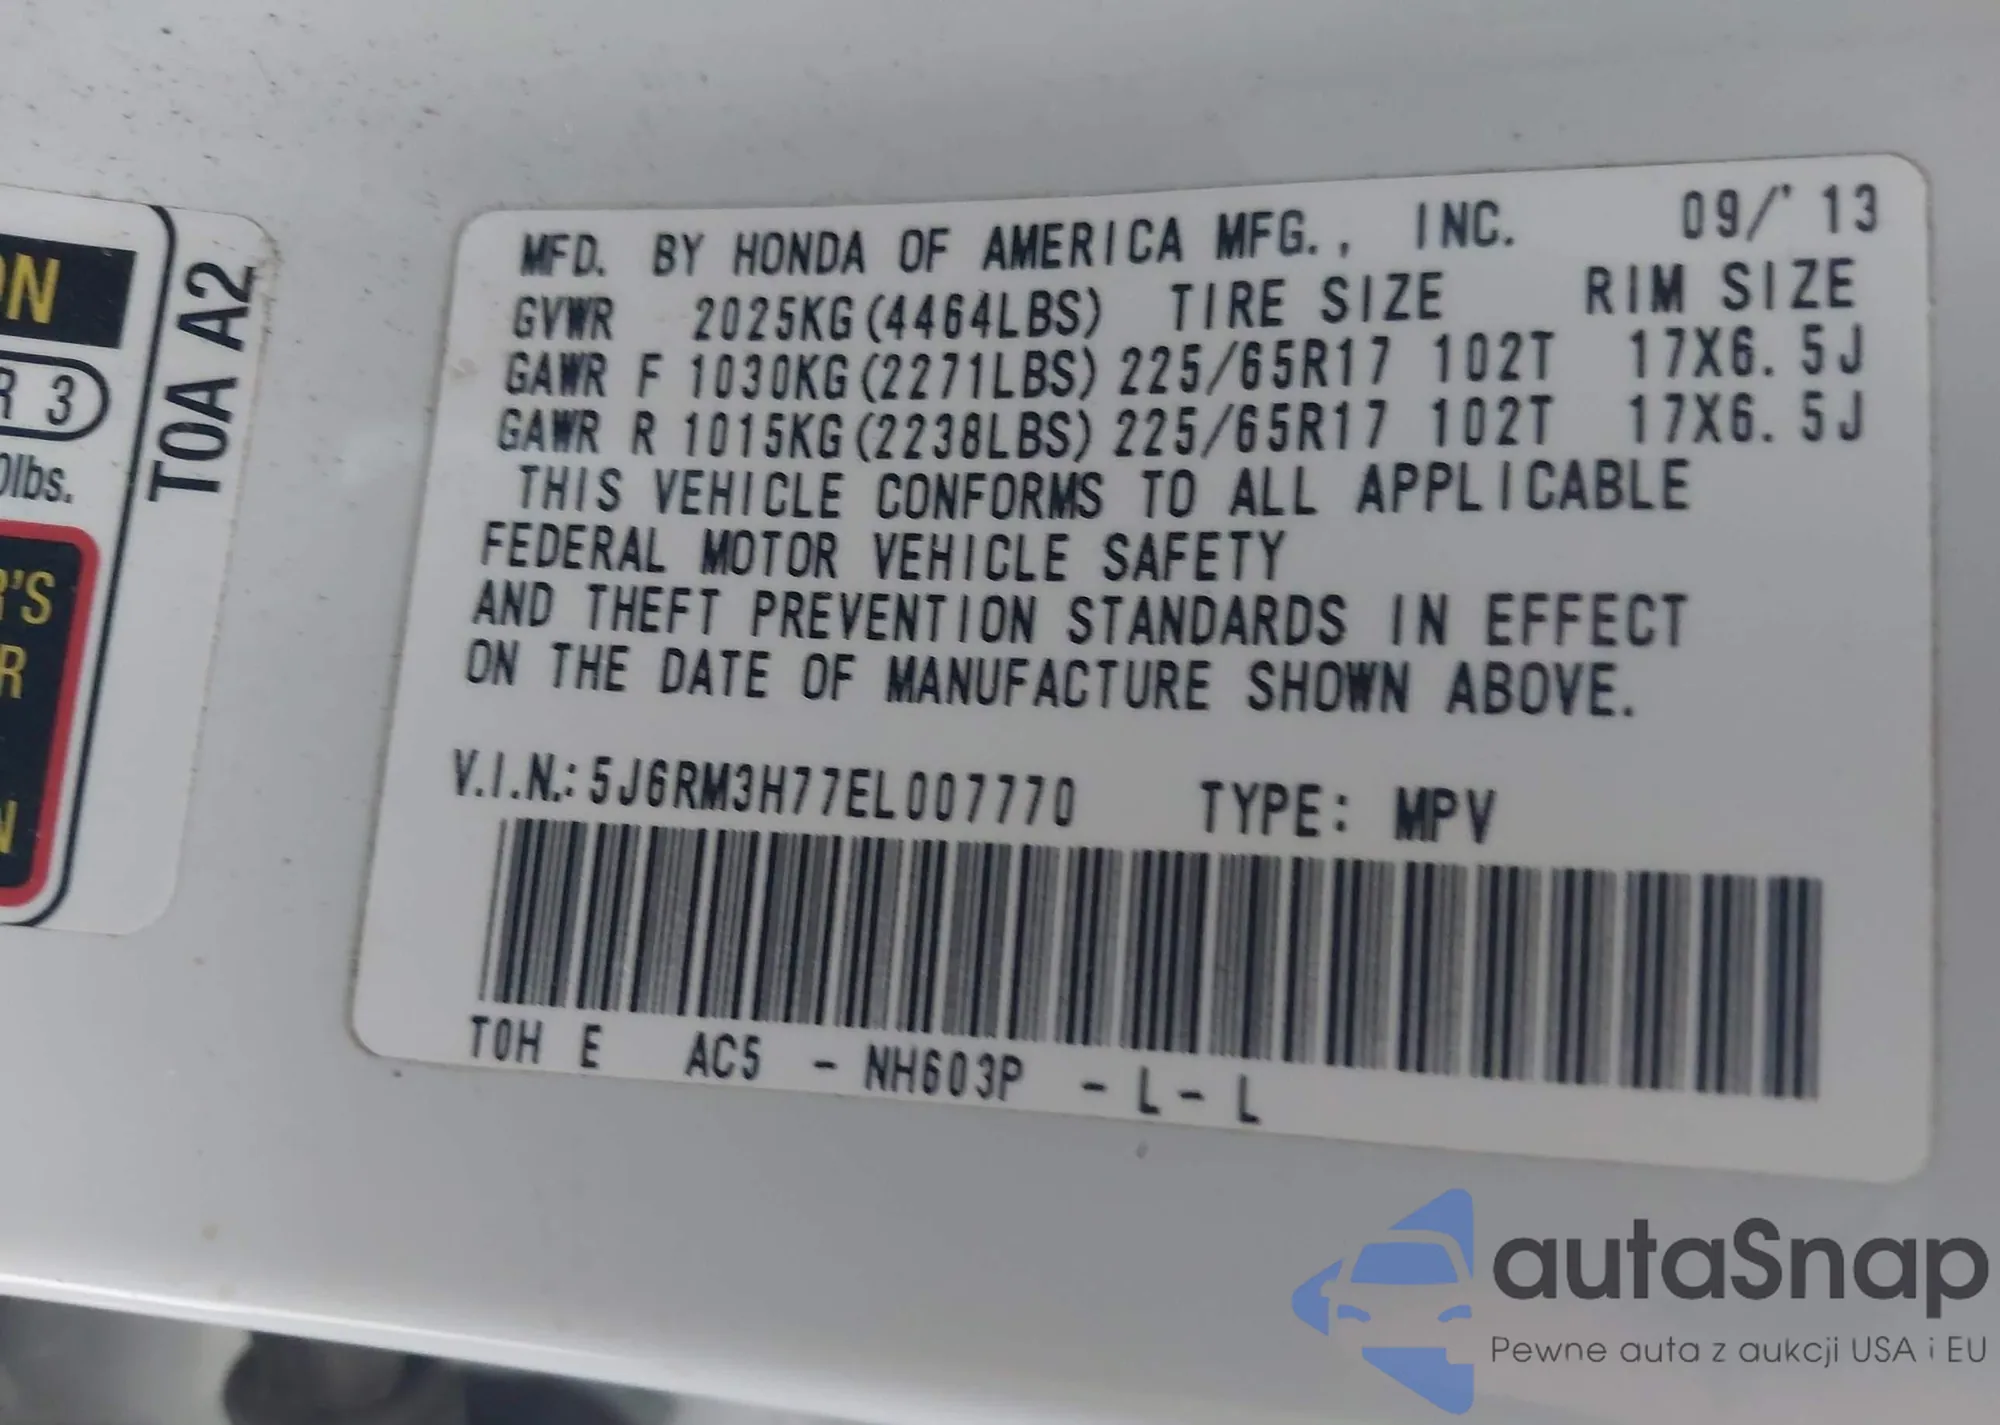 ON
R 3
0lbs.
R'S
R
N
T0A A2
MFD. BY HONDA OF AMERICA MFG., INC. 09/'13
GVWR 2025KG(4464LBS) TIRE SIZE RIM SIZE
GAWR F 1030KG(2271LBS) 225/65R17 102T 17X6.5J
GAWR R 1015KG(2238LBS) 225/65R17 102T 17X6.5J
THIS VEHICLE CONFORMS TO ALL APPLICABLE
FEDERAL MOTOR VEHICLE SAFETY
AND THEFT PREVENTION STANDARDS IN EFFECT
ON THE DATE OF MANUFACTURE SHOWN ABOVE.
V.I.N.: 5J6RM3H77EL007770 TYPE: MPV
T0H E AC5 - NH603P - L - L
autaSnap
Pewne auta z aukcji USA i EU